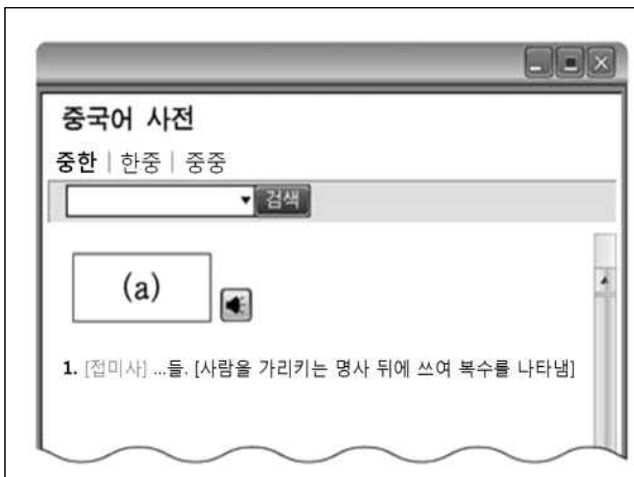 중국어 사전
중한 | 한중 | 중중
검색
(a)
1. [접미사] ...들. [사람을 가리키는 명사 뒤에 쓰여 복수를 나타냄]